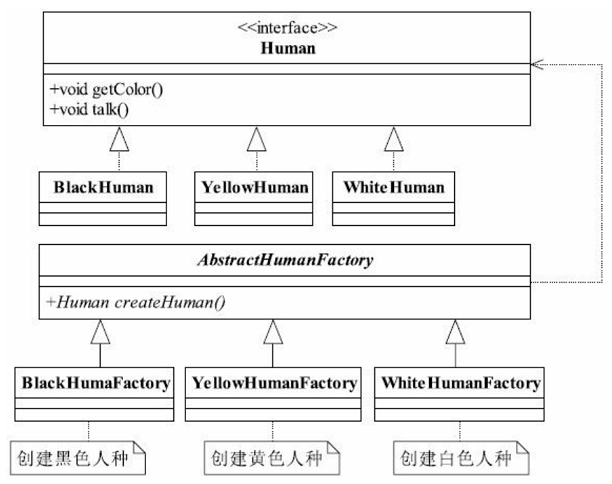 <<interface>>
Human
+void getColor()
+void talk()
BlackHuman YellowHuman WhiteHuman
AbstractHumanFactory
+Human createHuman()
BlackHumaFactory YellowHumanFactory WhiteHumanFactory
创建黑色人种 创建黄色人种 创建白色人种